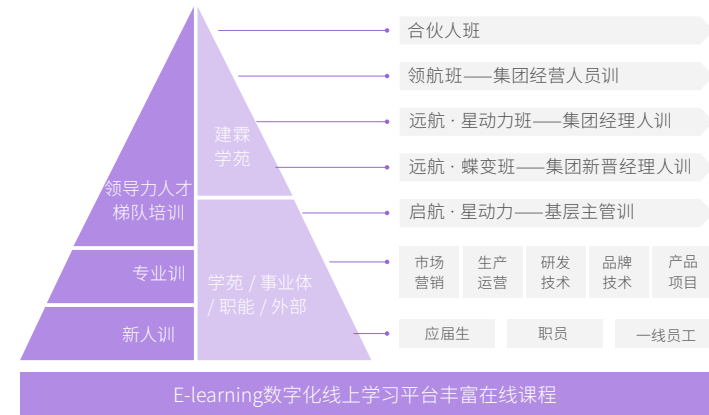 合伙人班
领航班——集团经营人员训
远航 · 星动力班——集团经理人训
建霖
学苑
远航 · 蝶变班——集团新晋经理人训
领导力人才
梯队培训
启航 · 星动力——基层主管训
专业训
学苑 / 事业体
/ 职能 / 外部
市场
营销
生产
运营
研发
技术
品牌
技术
产品
项目
新人训
应届生
职员
一线员工
E-learning数字化线上学习平台丰富在线课程